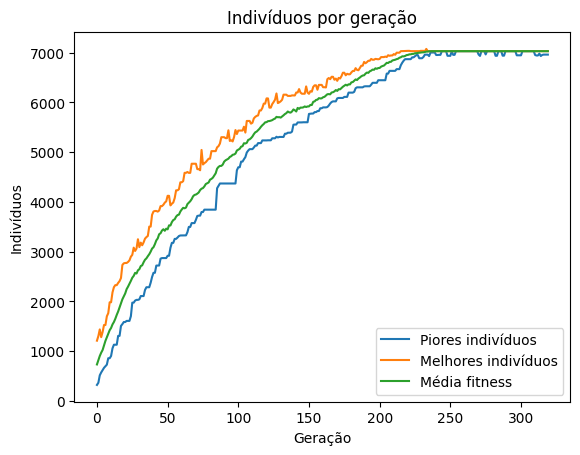 Indivíduos por geração
7000
6000
5000
4000
3000
2000
1000
0
Indivíduos
0 50 100 150 200 250 300
Geração
Piores indivíduos
Melhores indivíduos
Média fitness